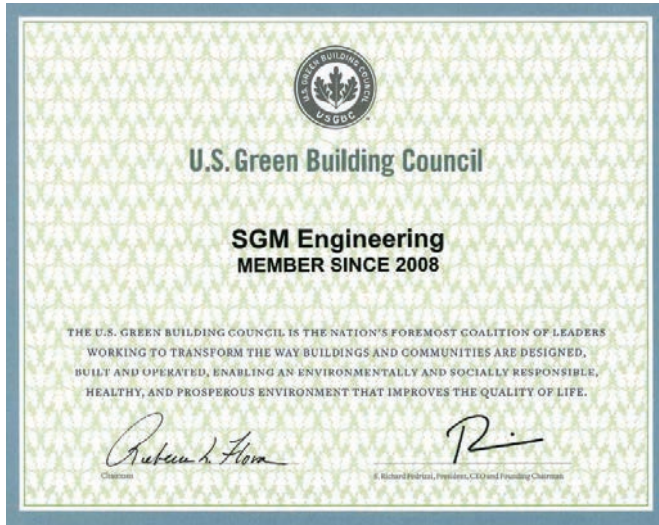 U.S. GREEN BUILDING COUNCIL
USGBC
U.S. Green Building Council
SGM Engineering
MEMBER SINCE 2008
THE U.S. GREEN BUILDING COUNCIL IS THE NATION'S FOREMOST COALITION OF LEADERS
WORKING TO TRANSFORM THE WAY BUILDINGS AND COMMUNITIES ARE DESIGNED,
BUILT AND OPERATED, ENABLING AN ENVIRONMENTALLY AND SOCIALLY RESPONSIBLE,
HEALTHY, AND PROSPEROUS ENVIRONMENT THAT IMPROVES THE QUALITY OF LIFE.
Chairman
S. Richard Fedrizzi, President, CEO and Founding Chairman